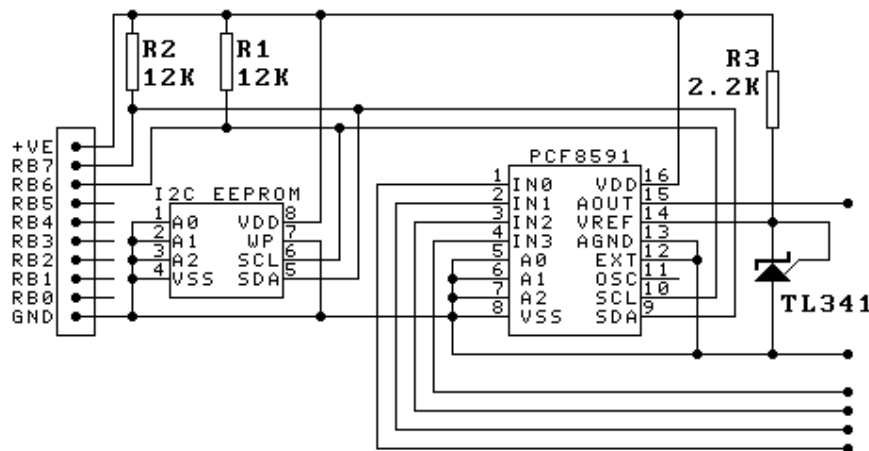 R2
12K
R1
12K
R3
2.2K
+VE
RB7
RB6
RB5
RB4
RB3
RB2
RB1
RB0
GND
I2C EEPROM
1 A0 VDD 8
2 A1 WP 7
3 A2 SCL 6
4 VSS SDA 5
PCF8591
1 IN0 VDD 16
2 IN1 AOUT 15
3 IN2 VREF 14
4 IN3 AGND 13
5 A0 EXT 12
6 A1 OSC 11
7 A2 SCL 10
8 VSS SDA 9
TL341